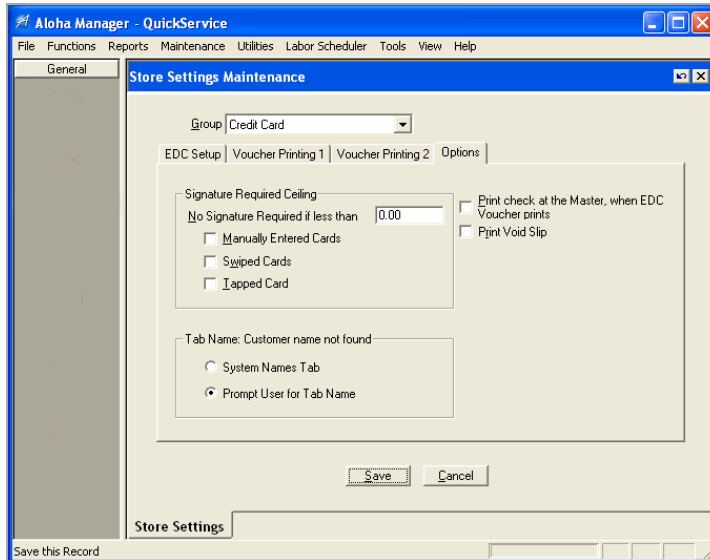 Aloha Manager - QuickService
File Functions Reports Maintenance Utilities Labor Scheduler Tools View Help
General
Store Settings Maintenance
Group Credit Card
EDC Setup Voucher Printing 1 Voucher Printing 2 Options
Signature Required Ceiling
No Signature Required if less than 0.00
Manually Entered Cards
Swiped Cards
Tapped Card
Print check at the Master, when EDC
Voucher prints
Print Void Slip
Tab Name: Customer name not found
System Names Tab
Prompt User for Tab Name
Save Cancel
Store Settings
Save this Record